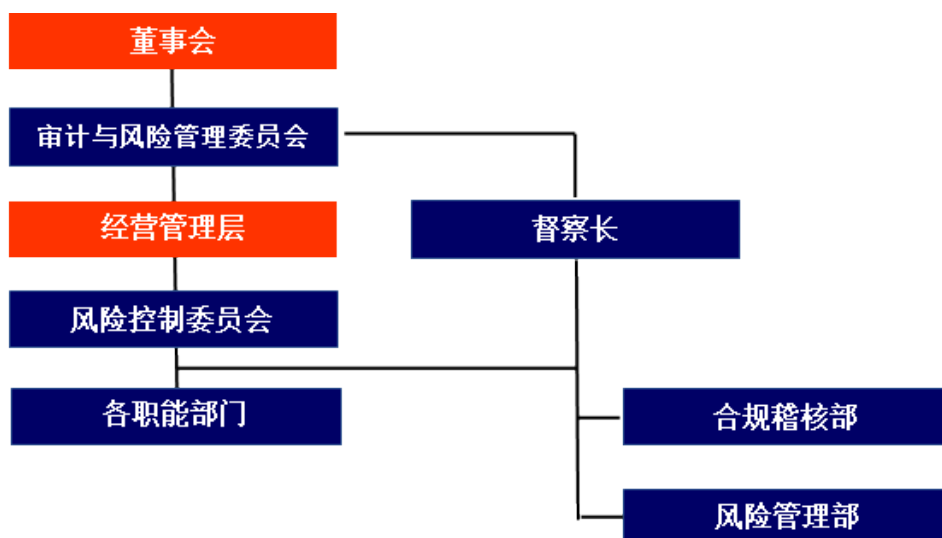 董事会
审计与风险管理委员会
经营管理层
督察长
风险控制委员会
各职能部门
合规稽核部
风险管理部